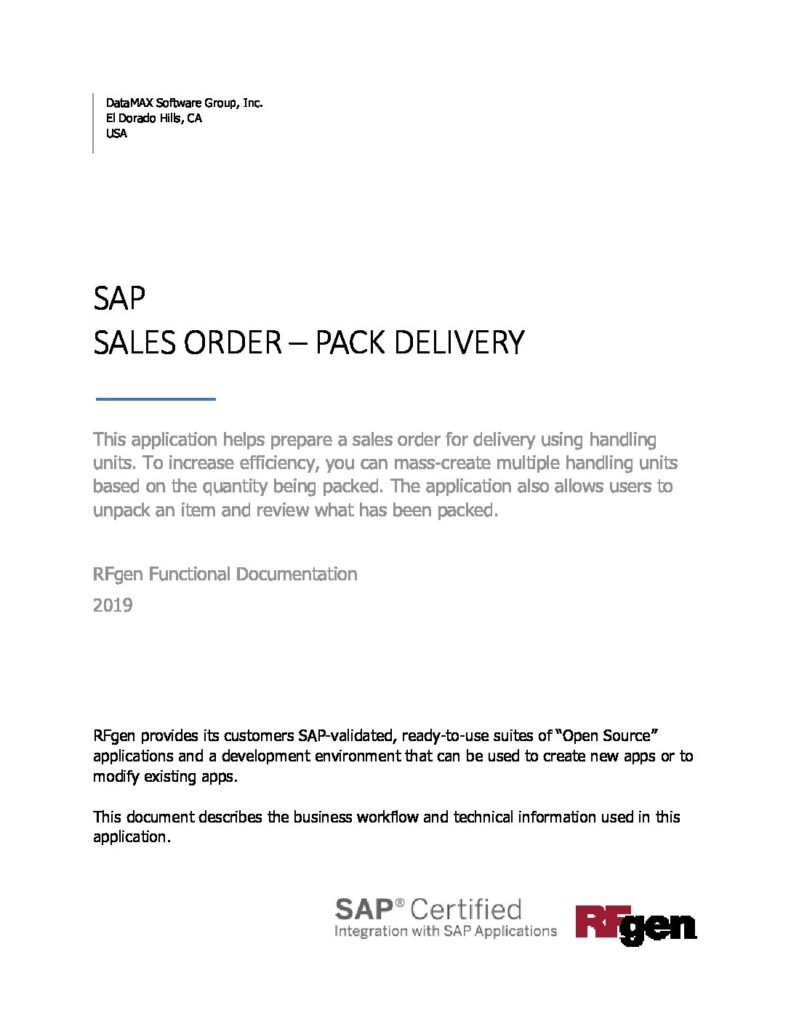 DataMAX Software Group, Inc.
El Dorado Hills, CA
USA
SAP
SALES ORDER – PACK DELIVERY
This application helps prepare a sales order for delivery using handling
units. To increase efficiency, you can mass-create multiple handling units
based on the quantity being packed. The application also allows users to
unpack an item and review what has been packed.
RFgen Functional Documentation
2019
RFgen provides its customers SAP-validated, ready-to-use suites of “Open Source”
applications and a development environment that can be used to create new apps or to
modify existing apps.
This document describes the business workflow and technical information used in this
application.
SAP® Certified
Integration with SAP Applications
RFgen